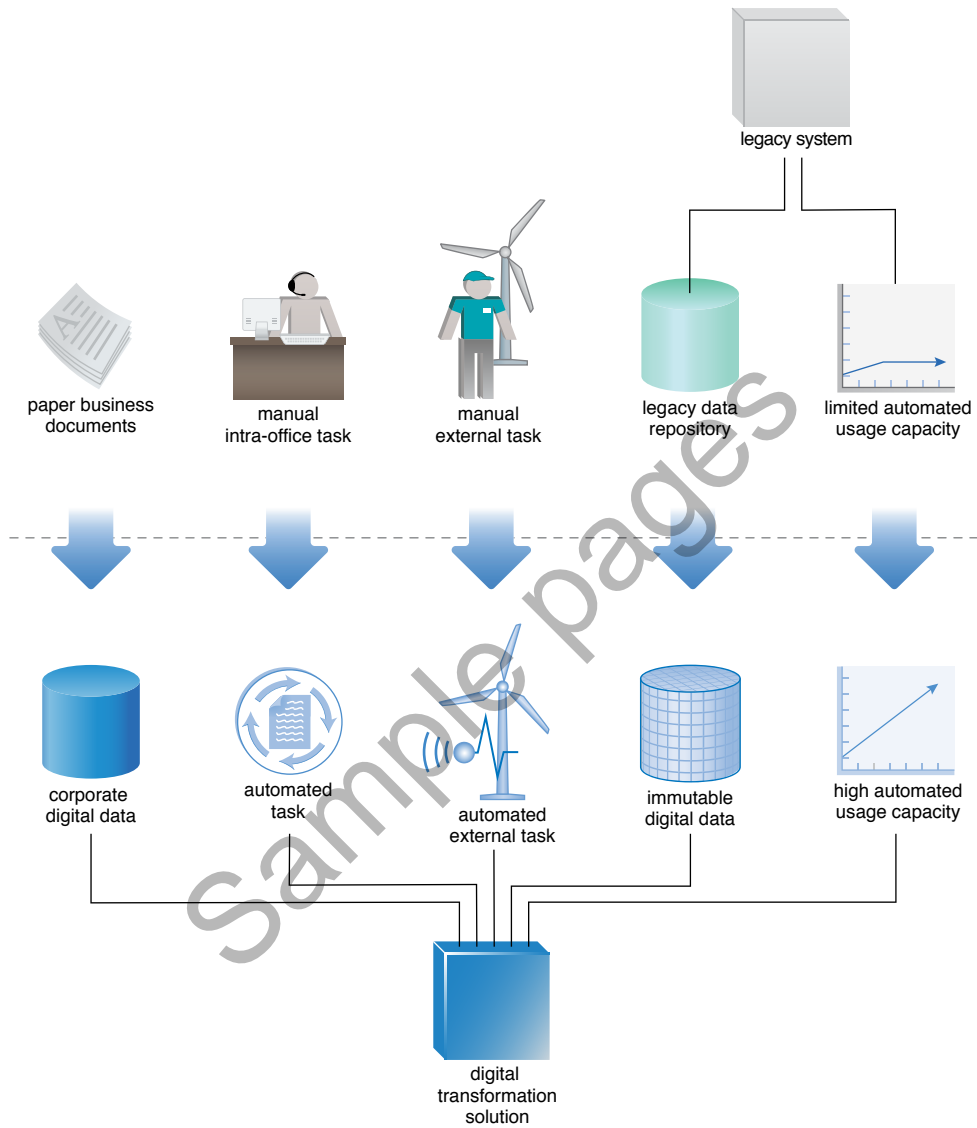 legacy system
paper business
documents
manual
intra-office task
manual
external task
legacy data
repository
limited automated
usage capacity
corporate
digital data
automated
task
automated
external task
immutable
digital data
high automated
usage capacity
digital
transformation
solution
Sample pages
A